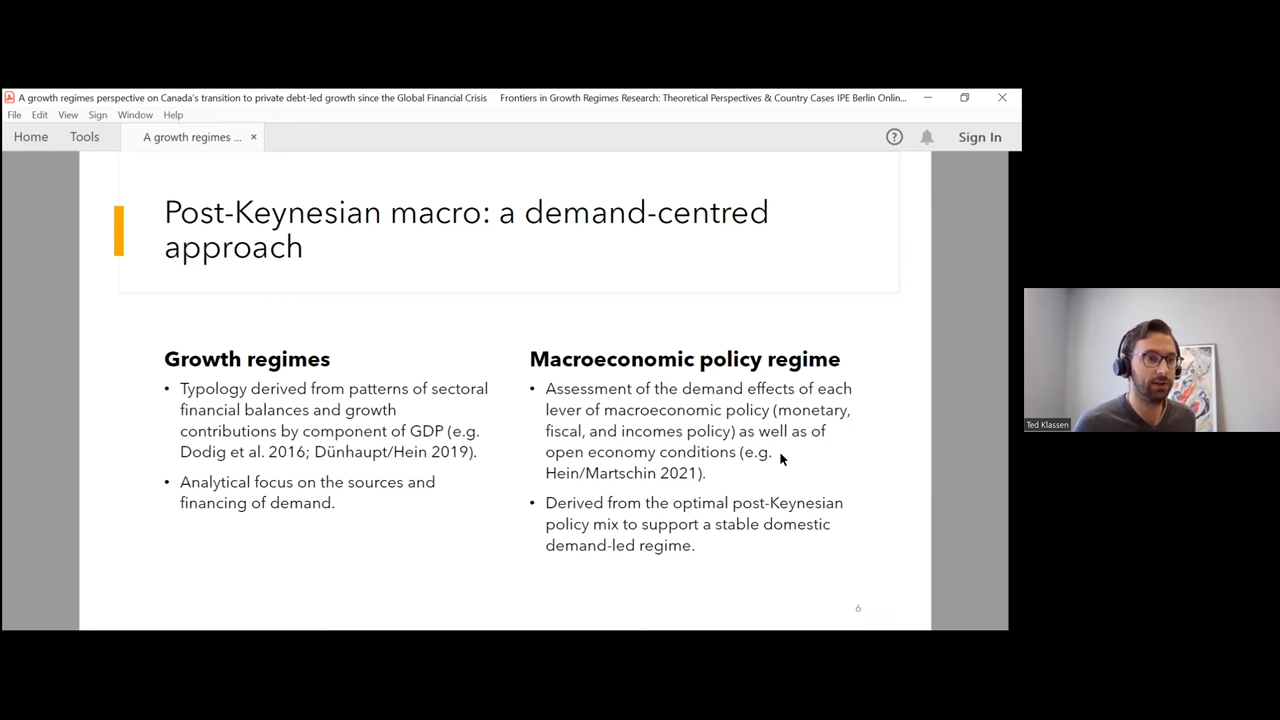 A growth regimes perspective on Canada's transition to private debt-led growth since the Global Financial Crisis Frontiers in Growth Regimes Research: Theoretical Perspectives & Country Cases IPE Berlin Onlin...
File Edit View Sign Window Help
Home Tools A growth regimes ... × ? Sign In
Post-Keynesian macro: a demand-centred
approach
Growth regimes
• Typology derived from patterns of sectoral
financial balances and growth
contributions by component of GDP (e.g.
Dodig et al. 2016; Dünhaupt/Hein 2019).
• Analytical focus on the sources and
financing of demand.
Macroeconomic policy regime
• Assessment of the demand effects of each
lever of macroeconomic policy (monetary,
fiscal, and incomes policy) as well as of
open economy conditions (e.g.
Hein/Martschin 2021).
• Derived from the optimal post-Keynesian
policy mix to support a stable domestic
demand-led regime.
6
Ted Klassen